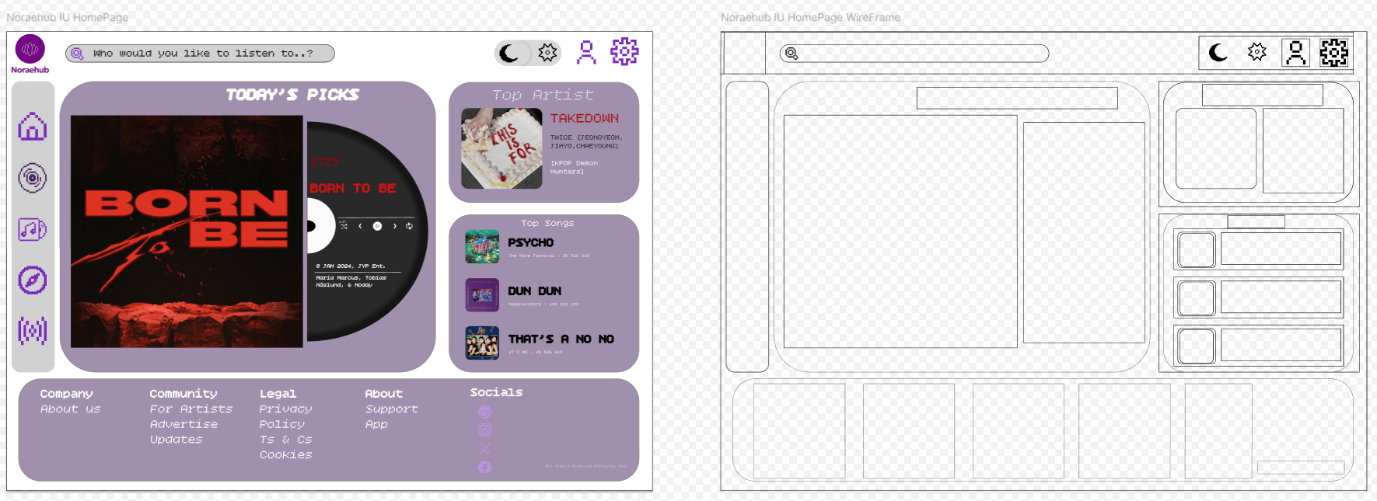 Noraehub IU HomePage
Noraehub IU HomePage WireFrame
Noraehub
Who would you like to listen to..?
TODAY'S PICKS
BORN
BE
ITZY
BORN TO BE
8 JAN 2024, JYP Ent.
Maria Marcus, Tobias
Näslund, & Noday
Top Artist
THIS
IS
FOR
TAKEDOWN
TWICE (JEONGYEON,
JIHYO,CHAEYOUNG)
[KPOP Demon
Hunters]
Top Songs
PSYCHO
DUN DUN
THAT'S A NO NO
Company
About us
Community
For Artists
Advertise
Updates
Legal
Privacy
Policy
Ts & Cs
Cookies
About
Support
App
Socials